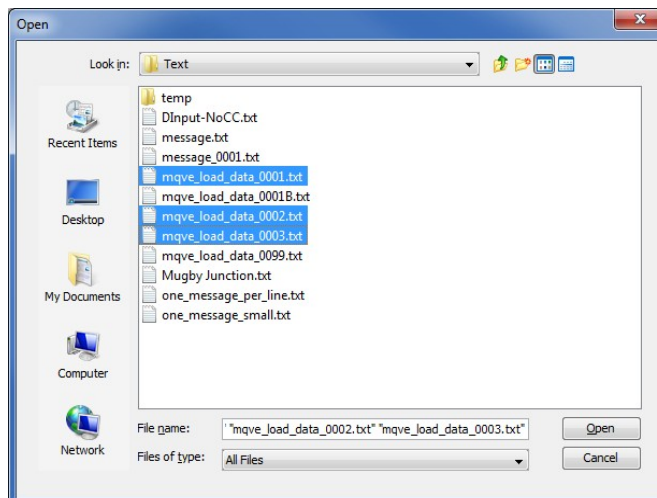 Open
Look in:
Text
Recent Items
Desktop
My Documents
Computer
Network
temp
DInput-NoCC.txt
message.txt
message_0001.txt
mqve_load_data_0001.txt
mqve_load_data_0001B.txt
mqve_load_data_0002.txt
mqve_load_data_0003.txt
mqve_load_data_0099.txt
Mugby Junction.txt
one_message_per_line.txt
one_message_small.txt
File name:
"mqve_load_data_0002.txt" "mqve_load_data_0003.txt"
Open
Files of type:
All Files
Cancel